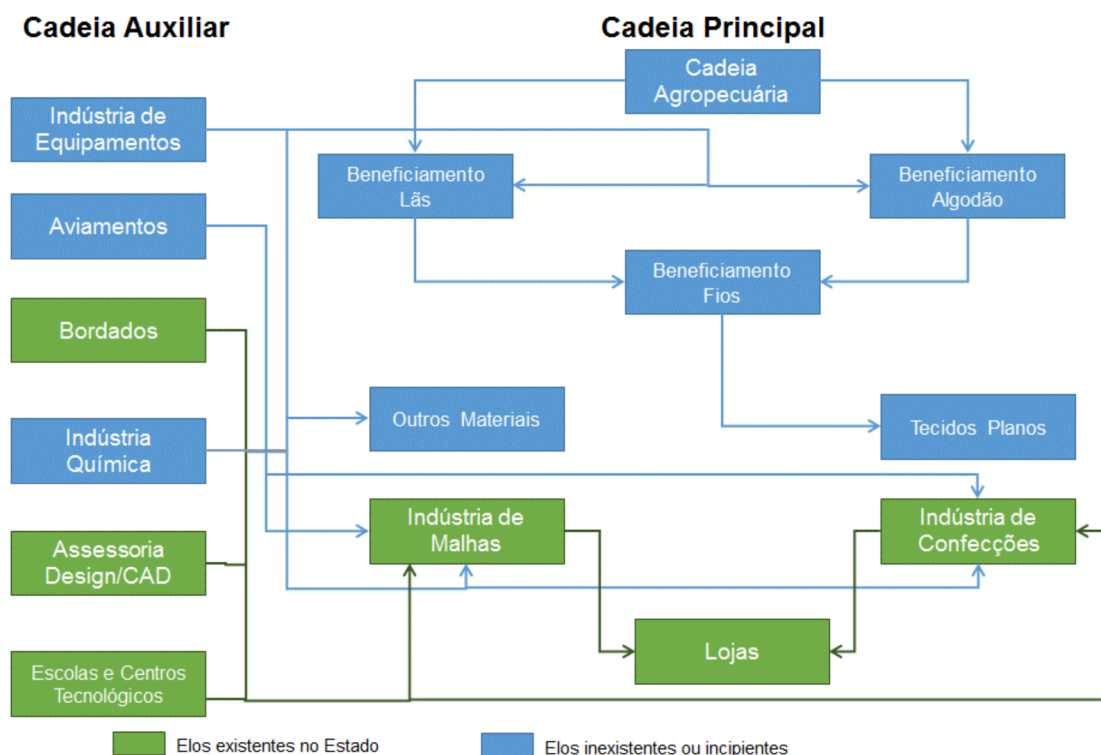 Cadeia Auxiliar
Cadeia Principal
Cadeia
Agropecuária
Indústria de
Equipamentos
Beneficiamento
Lãs
Beneficiamento
Algodão
Aviamentos
Beneficiamento
Fios
Bordados
Outros Materiais
Tecidos Planos
Indústria
Química
Indústria de
Malhas
Indústria de
Confecções
Assessoria
Design/CAD
Lojas
Escolas e Centros
Tecnológicos
Elos existentes no Estado
Elos inexistentes ou incipientes